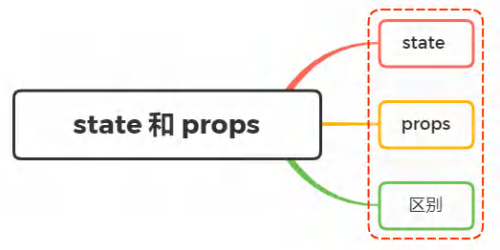 state
state 和 props
props
区别